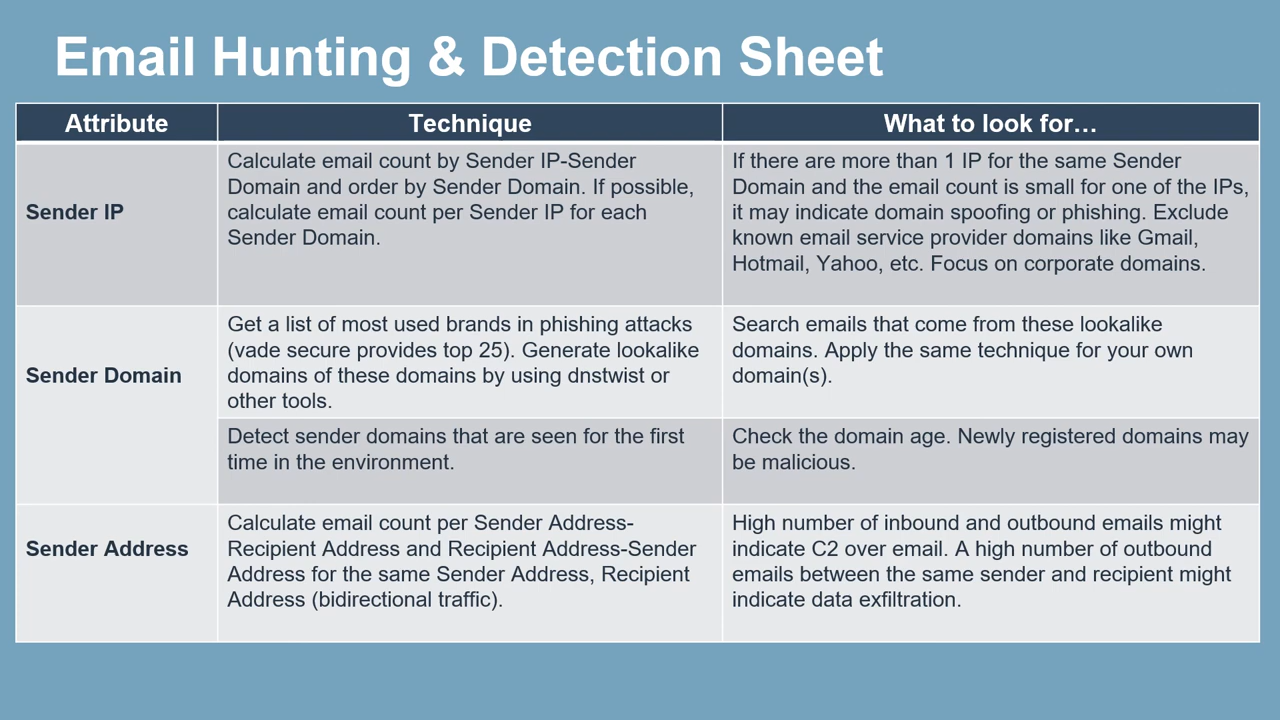 Email Hunting & Detection Sheet
Attribute
Technique
What to look for…
Sender IP
Calculate email count by Sender IP-Sender
Domain and order by Sender Domain. If possible,
calculate email count per Sender IP for each
Sender Domain.
If there are more than 1 IP for the same Sender
Domain and the email count is small for one of the IPs,
it may indicate domain spoofing or phishing. Exclude
known email service provider domains like Gmail,
Hotmail, Yahoo, etc. Focus on corporate domains.
Sender Domain
Get a list of most used brands in phishing attacks
(vade secure provides top 25). Generate lookalike
domains of these domains by using dnstwist or
other tools.
Search emails that come from these lookalike
domains. Apply the same technique for your own
domain(s).
Detect sender domains that are seen for the first
time in the environment.
Check the domain age. Newly registered domains may
be malicious.
Sender Address
Calculate email count per Sender Address-
Recipient Address and Recipient Address-Sender
Address for the same Sender Address, Recipient
Address (bidirectional traffic).
High number of inbound and outbound emails might
indicate C2 over email. A high number of outbound
emails between the same sender and recipient might
indicate data exfiltration.